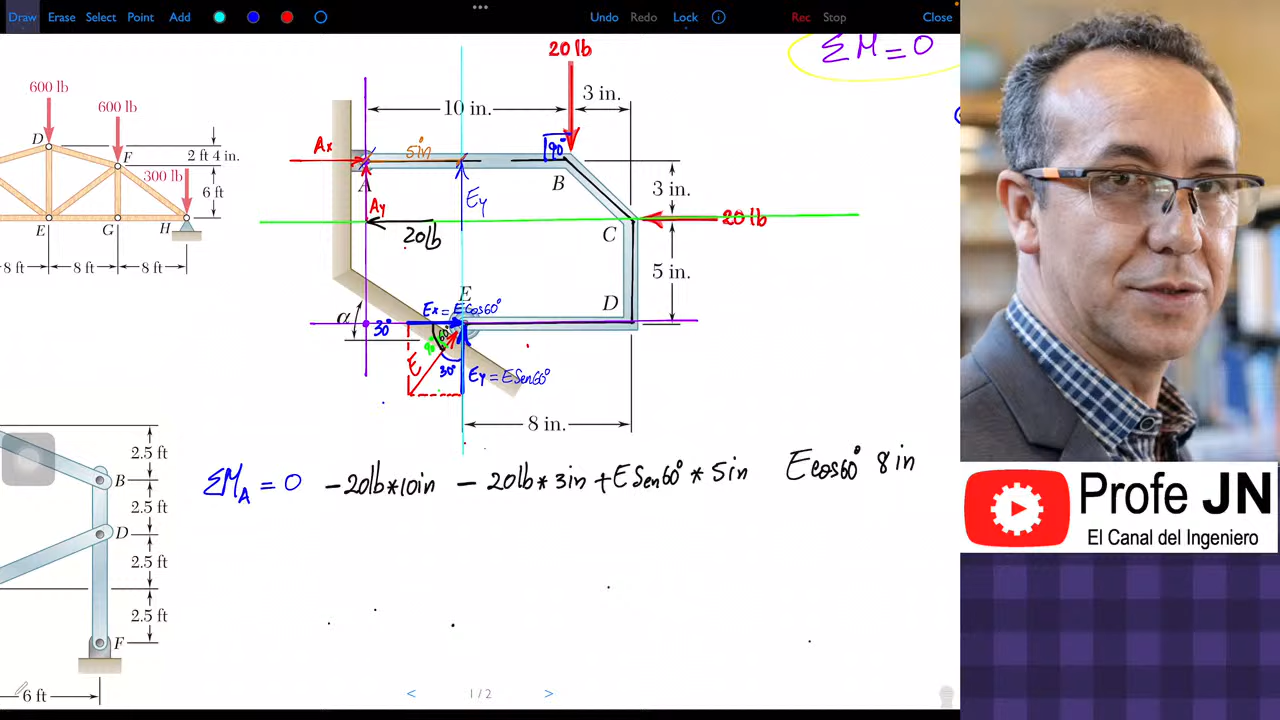 Draw Erase Select Point Add Undo Redo Lock Rec Stop Close
ΣM=0
600 lb
600 lb
D
F
300 lb
2 ft 4 in.
6 ft
E G H
8 ft 8 ft 8 ft
20 lb
10 in.
3 in.
Ax
5in
90°
A
B
Ey
3 in.
Ay
20lb
C
20 lb
5 in.
E
D
Ex = E Cos60°
α
30°
60°
90°
E
30°
Ey = E Sen60°
8 in.
2.5 ft
B
2.5 ft
D
2.5 ft
2.5 ft
F
6 ft
ΣM_A = 0 -20lb*10in - 20lb*3in + E Sen60° * 5in E cos60° 8in
< 1 / 2 >
Profe JN
El Canal del Ingeniero